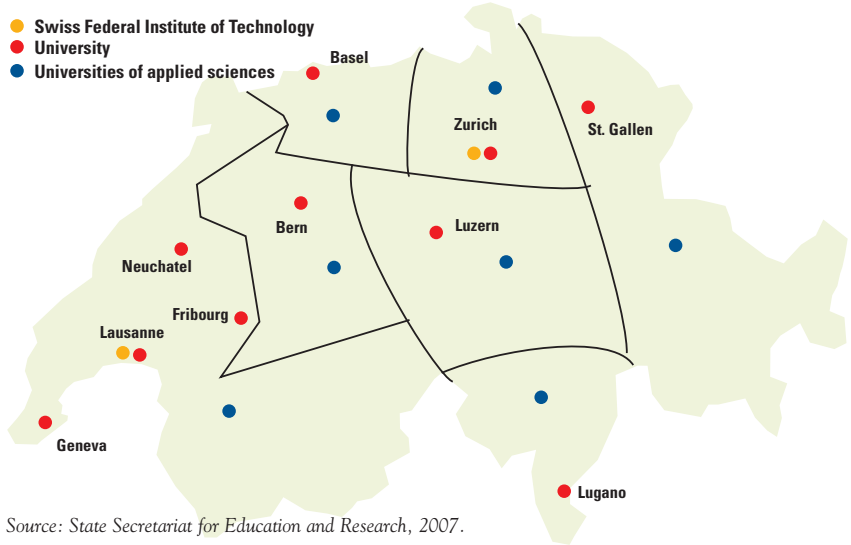 Swiss Federal Institute of Technology
University
Universities of applied sciences
Basel
Zurich
St. Gallen
Bern
Luzern
Neuchatel
Fribourg
Lausanne
Geneva
Lugano
Source: State Secretariat for Education and Research, 2007.